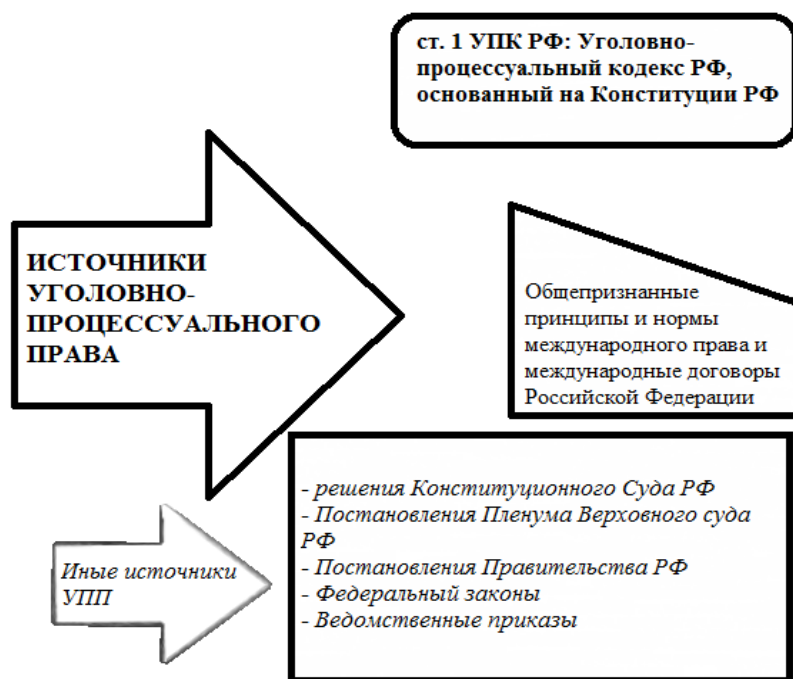 ст. 1 УПК РФ: Уголовно-
процессуальный кодекс РФ,
основанный на Конституции РФ
ИСТОЧНИКИ
УГОЛОВНО-
ПРОЦЕССУАЛЬНОГО
ПРАВА
Общепризнанные
принципы и нормы
международного права и
международные договоры
Российской Федерации
Иные источники
УПП
- решения Конституционного Суда РФ
- Постановления Пленума Верховного суда
РФ
- Постановления Правительства РФ
- Федеральный законы
- Ведомственные приказы